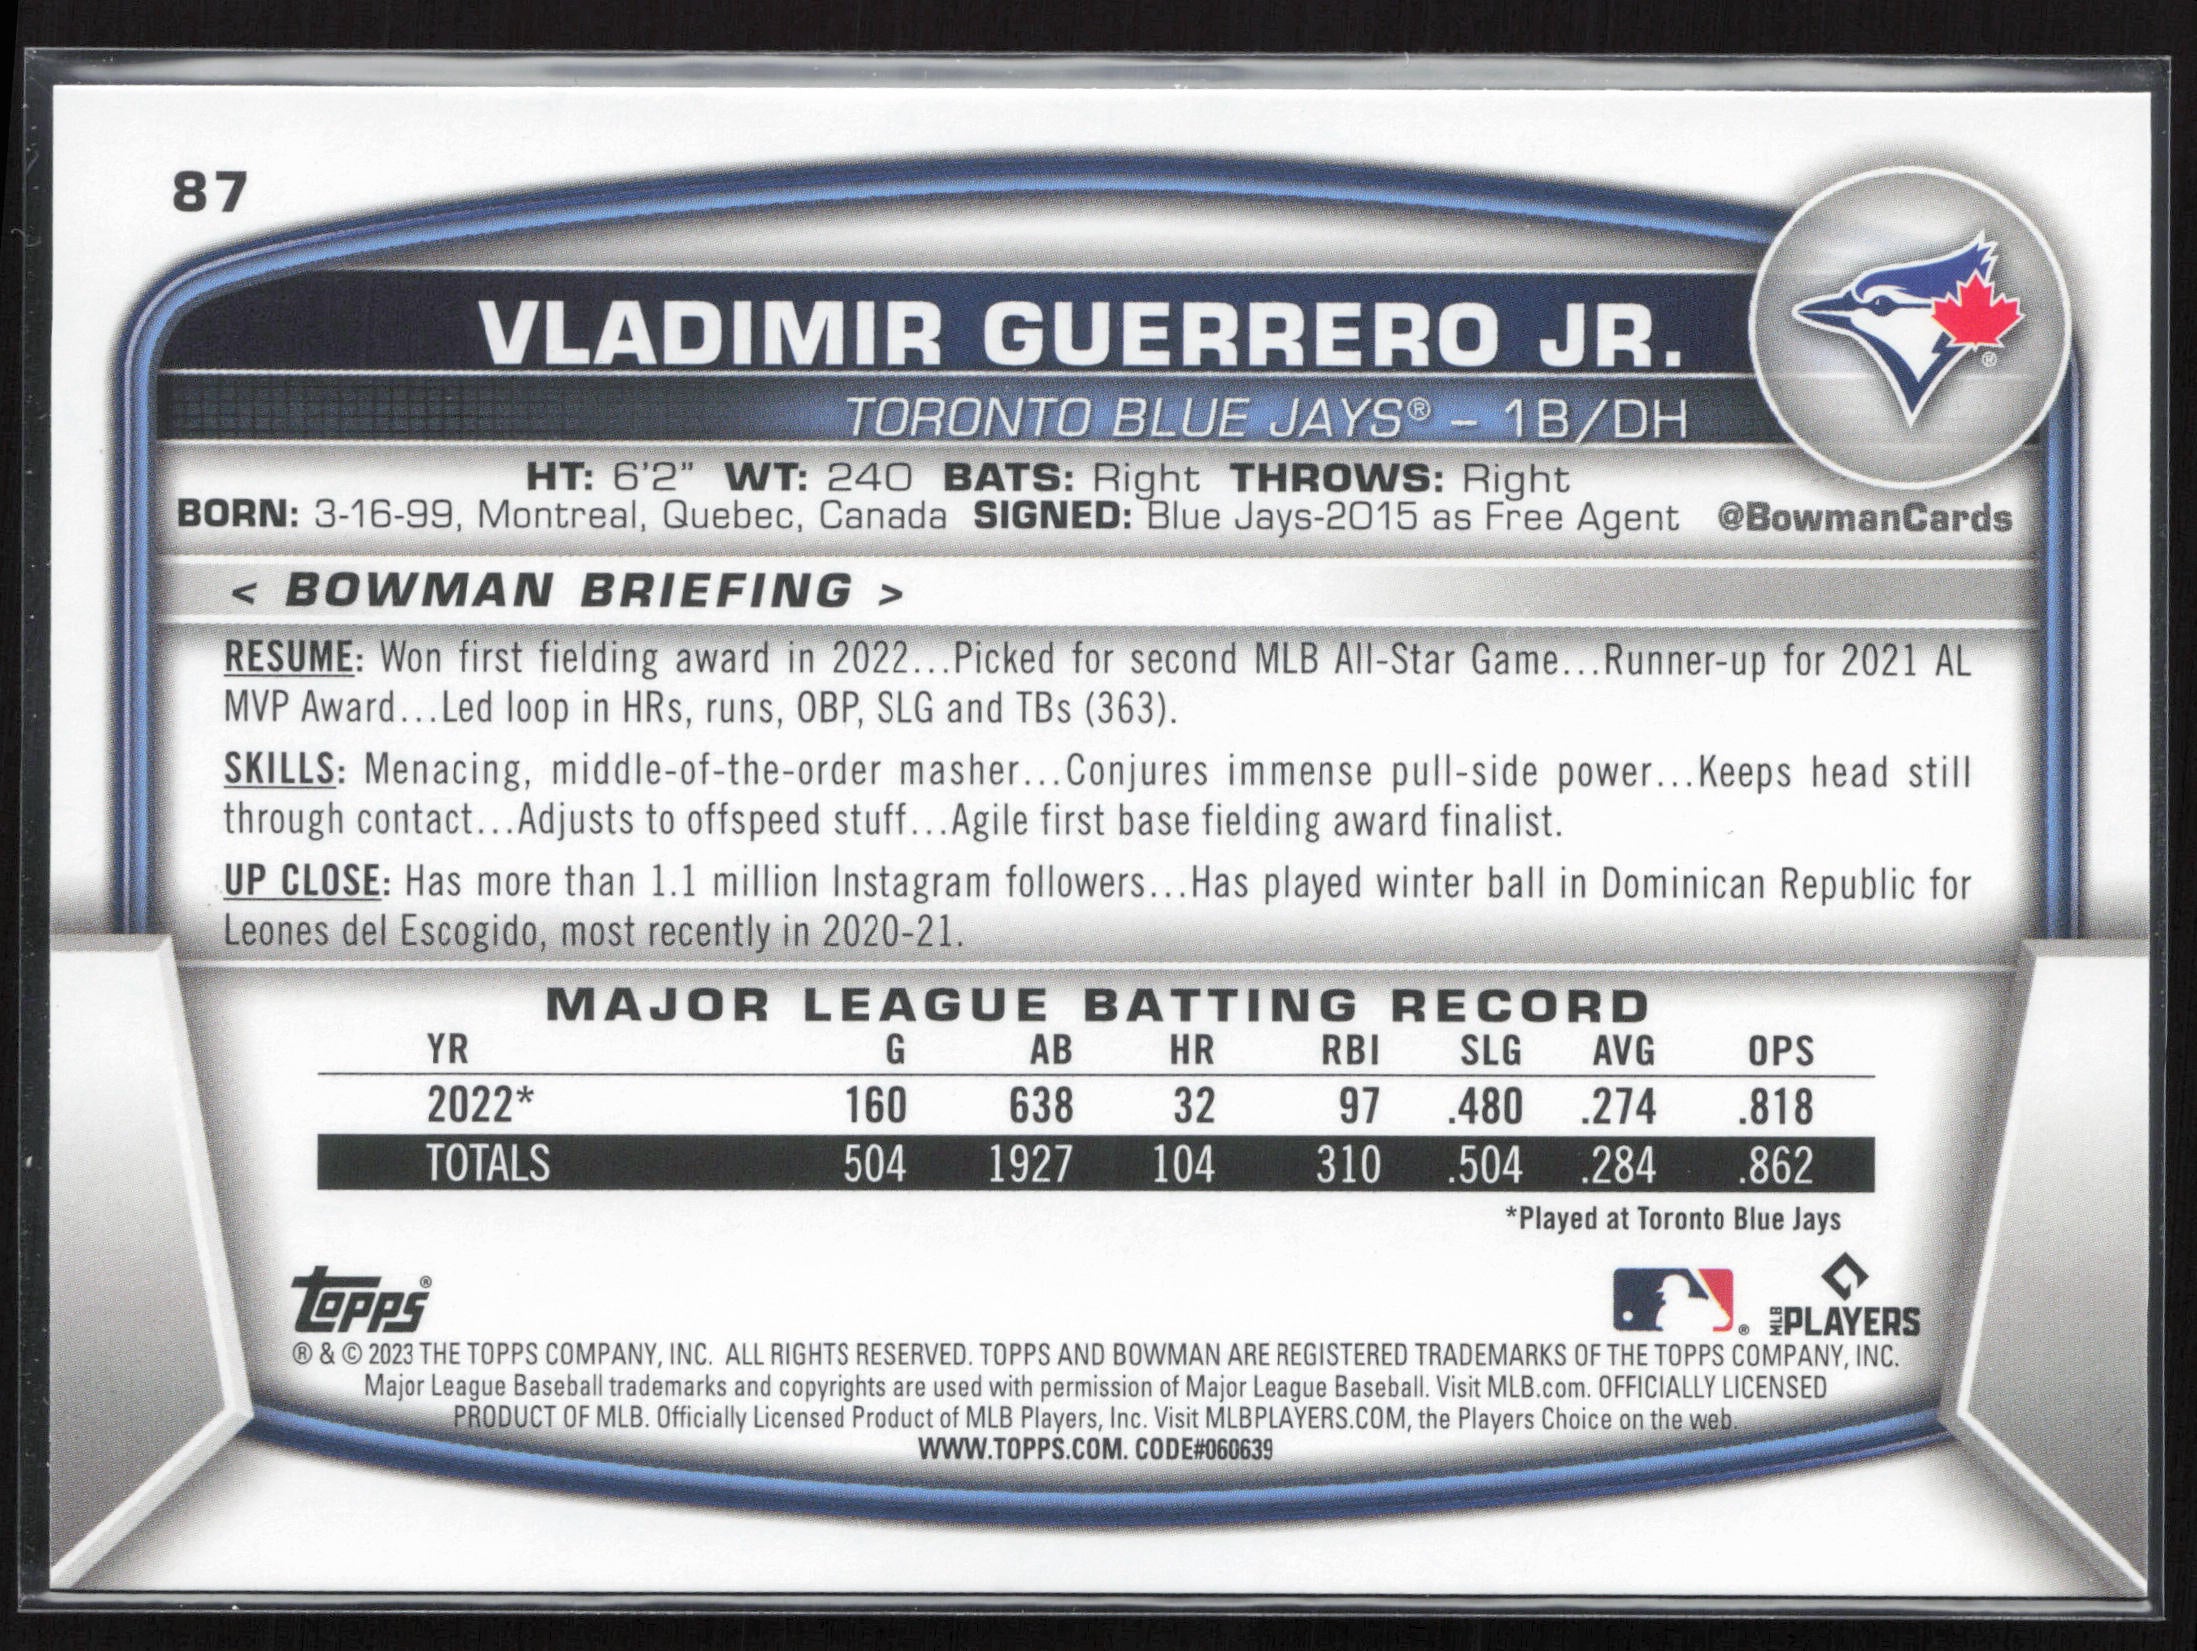 87
VLADIMIR GUERRERO JR.
TORONTO BLUE JAYS® – 1B/DH
HT: 6'2" WT: 240 BATS: Right THROWS: Right
BORN: 3-16-99, Montreal, Quebec, Canada SIGNED: Blue Jays-2015 as Free Agent @BowmanCards
< BOWMAN BRIEFING >
RESUME: Won first fielding award in 2022...Picked for second MLB All-Star Game...Runner-up for 2021 AL
MVP Award...Led loop in HRs, runs, OBP, SLG and TBs (363).
SKILLS: Menacing, middle-of-the-order masher...Conjures immense pull-side power...Keeps head still
through contact...Adjusts to offspeed stuff...Agile first base fielding award finalist.
UP CLOSE: Has more than 1.1 million Instagram followers...Has played winter ball in Dominican Republic for
Leones del Escogido, most recently in 2020-21.
MAJOR LEAGUE BATTING RECORD
YR G AB HR RBI SLG AVG OPS
2022* 160 638 32 97 .480 .274 .818
TOTALS 504 1927 104 310 .504 .284 .862
*Played at Toronto Blue Jays
Topps® ® MLB PLAYERS
® & © 2023 THE TOPPS COMPANY, INC. ALL RIGHTS RESERVED. TOPPS AND BOWMAN ARE REGISTERED TRADEMARKS OF THE TOPPS COMPANY, INC.
Major League Baseball trademarks and copyrights are used with permission of Major League Baseball. Visit MLB.com. OFFICIALLY LICENSED
PRODUCT OF MLB. Officially Licensed Product of MLB Players, Inc. Visit MLBPLAYERS.COM, the Players Choice on the web.
WWW.TOPPS.COM. CODE#060639